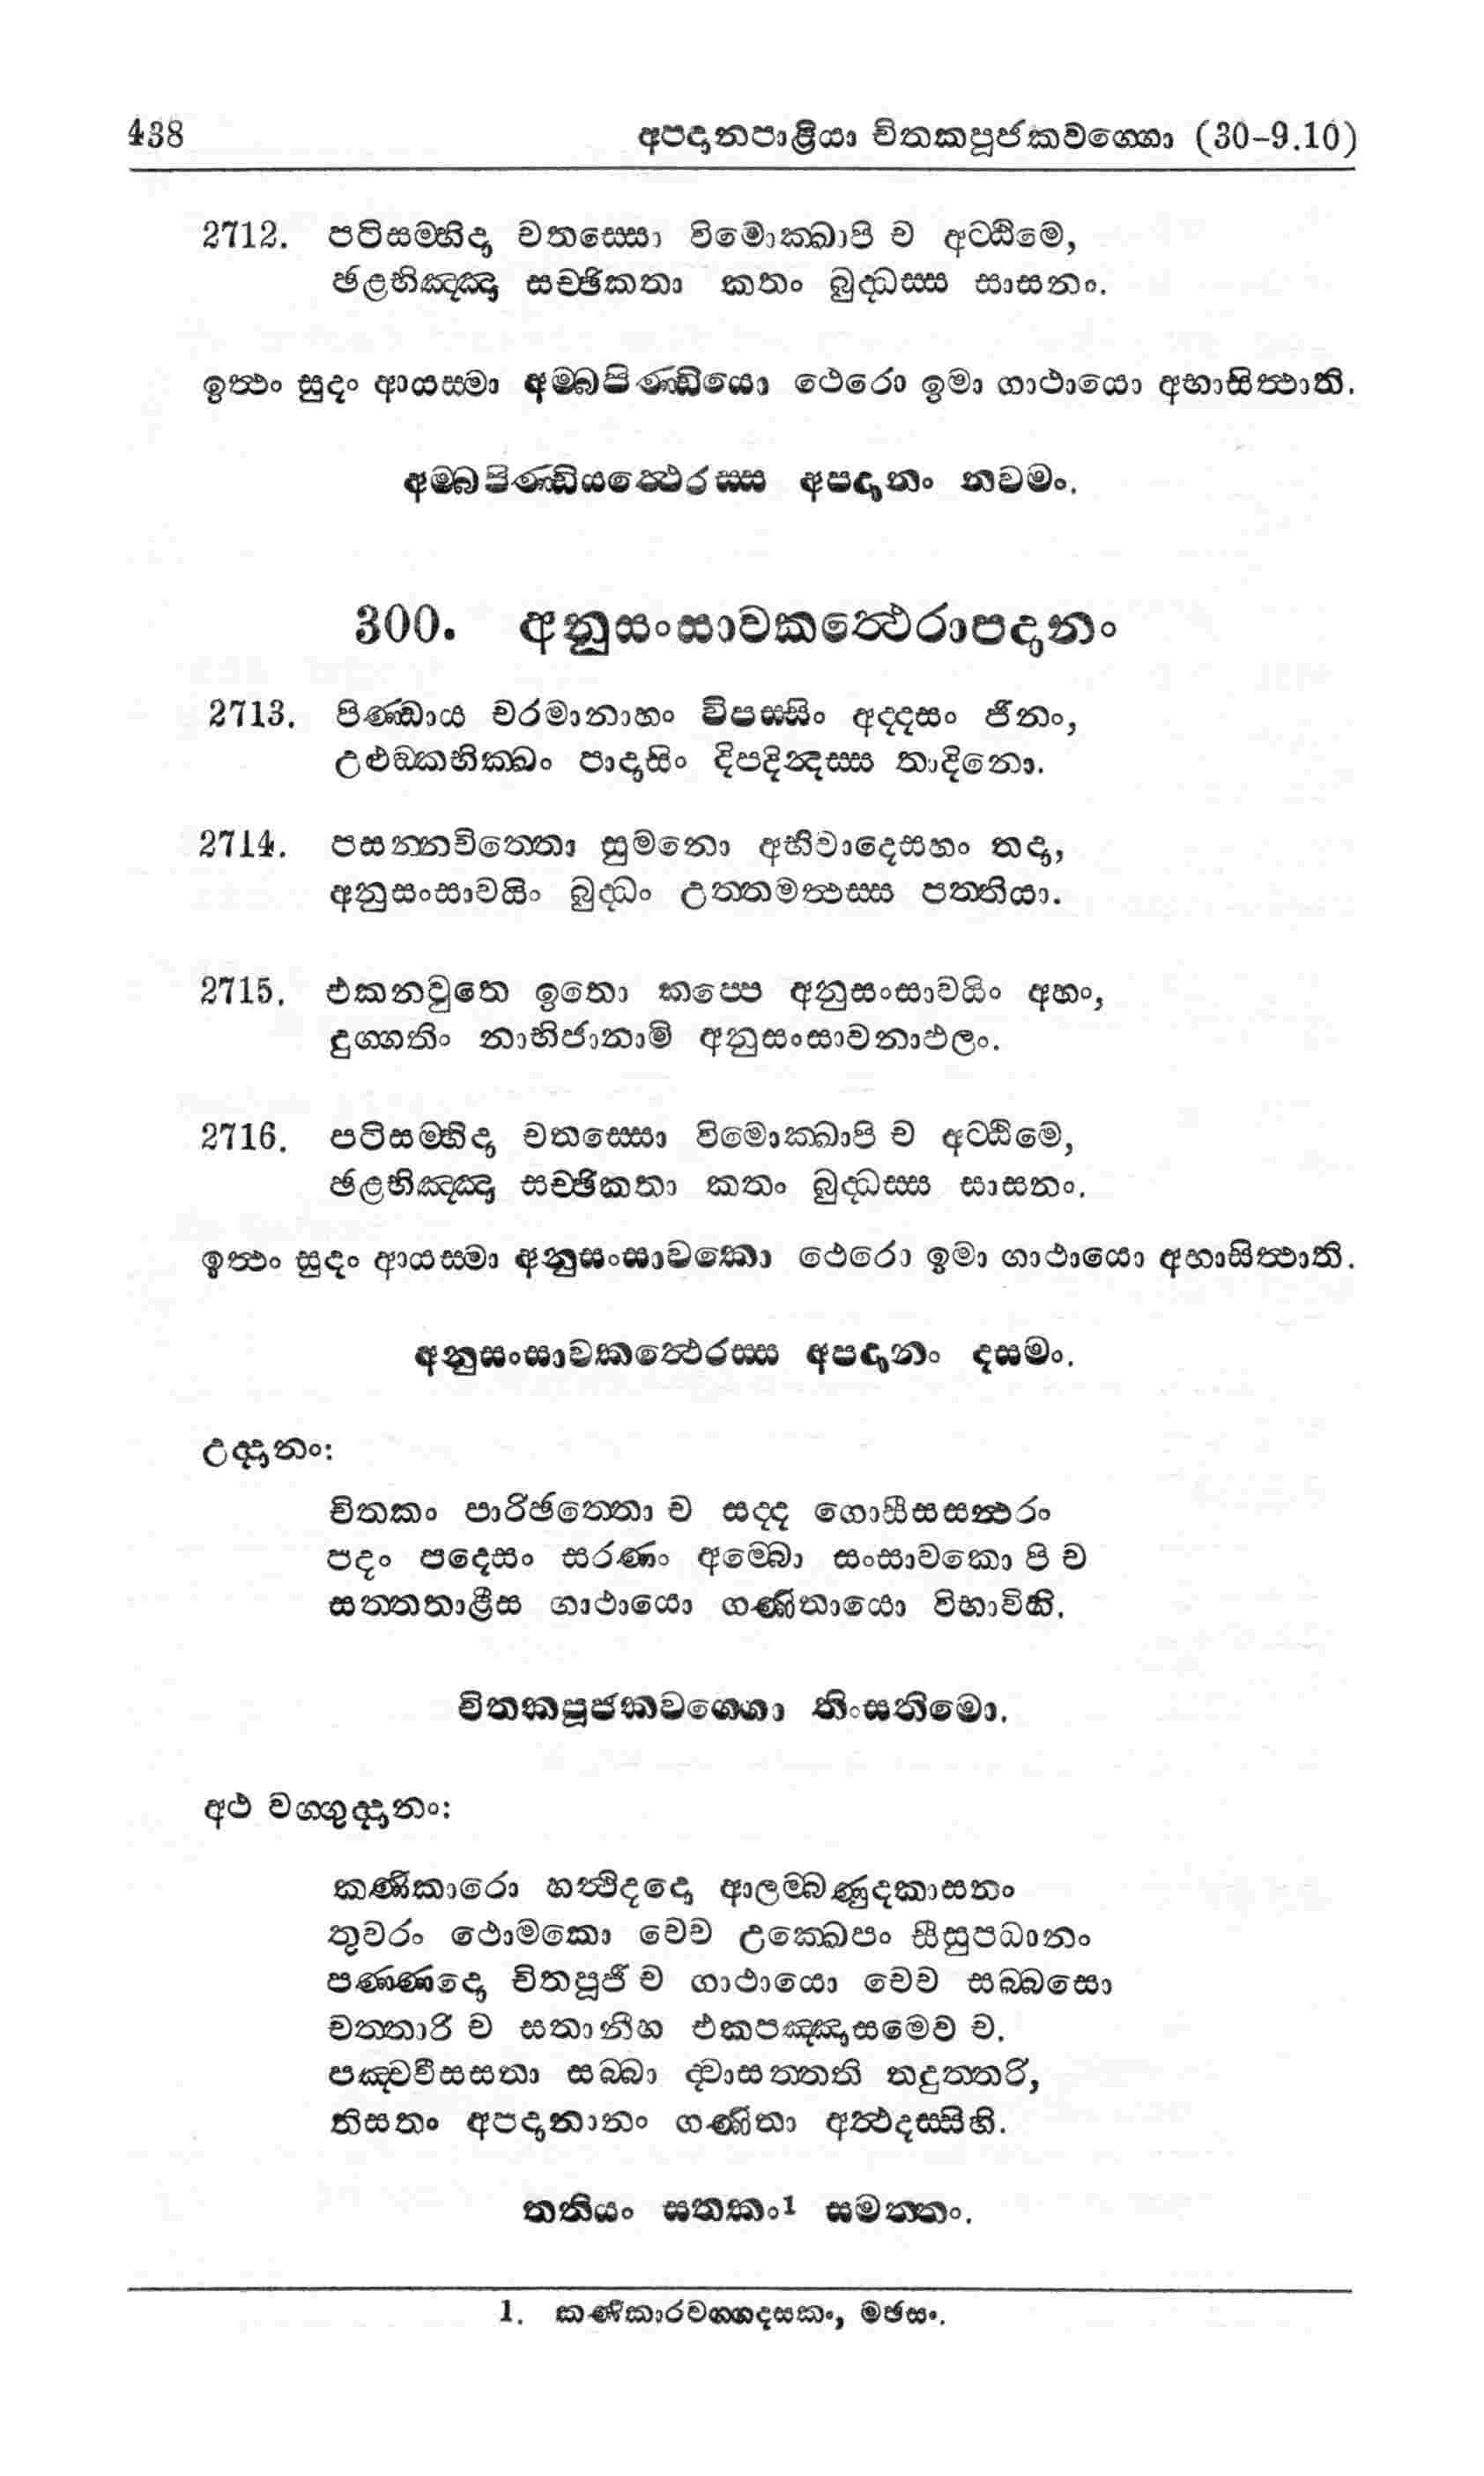 438 අපදානපාළියා චිතකපූජකවග්ගො (30-9.10)
2712. පටිසම්භිදා චතස්සො විමොක්ඛාපි ච අට්ඨිමෙ,
ඡළභිඤ්ඤා සච්ඡිකතා කතං බුද්ධස්ස සාසනං.
ඉත්ථං සුදං ආයස්මා අම්බපිණ්ඩියො ථෙරො ඉමා ගාථායො අභාසිත්ථාති.
අම්බපිණ්ඩියත්ථෙරස්ස අපදානං නවමං.
300. අනුසංසාවකත්ථෙරාපදානං
2713. පිණ්ඩාය චරමානාහං විපස්සිං අද්දසං ජිනං,
උළුඞ්කභික්ඛං පාදාසිං දිපදින්දස්ස තාදිනො.
2714. පසන්නචිත්තො සුමනො අභිවාදෙසහං තදා,
අනුසංසාවයිං බුද්ධං උත්තමත්ථස්ස පත්තියා.
2715. එකනවුතෙ ඉතො කප්පෙ අනුසංසාවයිං අහං,
දුග්ගතිං නාභිජානාමි අනුසංසාවනාඵලං.
2716. පටිසම්භිදා චතස්සො විමොක්ඛාපි ච අට්ඨිමෙ,
ඡළභිඤ්ඤා සච්ඡිකතා කතං බුද්ධස්ස සාසනං.
ඉත්ථං සුදං ආයස්මා අනුසංසාවකො ථෙරො ඉමා ගාථායො අභාසිත්ථාති.
අනුසංසාවකත්ථෙරස්ස අපදානං දසමං.
උද්දානං:
චිතකං පාරිඡත්තො ච සද්ද ගොසීසසන්ථරං
පදං පදෙසං සරණං අම්බො සංසාවකො පි ච
සත්තතාළීස ගාථායො ගණිතායො විභාවිහි.
චිතකපූජකවග්ගො තිංසතිමො.
අථ වග්ගුද්දානං:
කණිකාරො හත්ථිදදො ආලම්බණුදකාසනං
තුවරං ථොමකො චෙව උක්ඛෙපං සීසුපධානං
පණ්ණදො චිතපූජී ච ගාථායො චෙව සබ්බසො
චත්තාරි ච සතානීහ එකපඤ්ඤාසමෙව ච.
පඤ්චවීසසතා සබ්බා ද්වාසත්තති තදුත්තරි,
තිසතං අපදානානං ගණිතා අත්ථදස්සිහි.
තතියං සතකං¹ සමත්තං.
1. කණිකාරවග්ගදසකං, මඡසං.